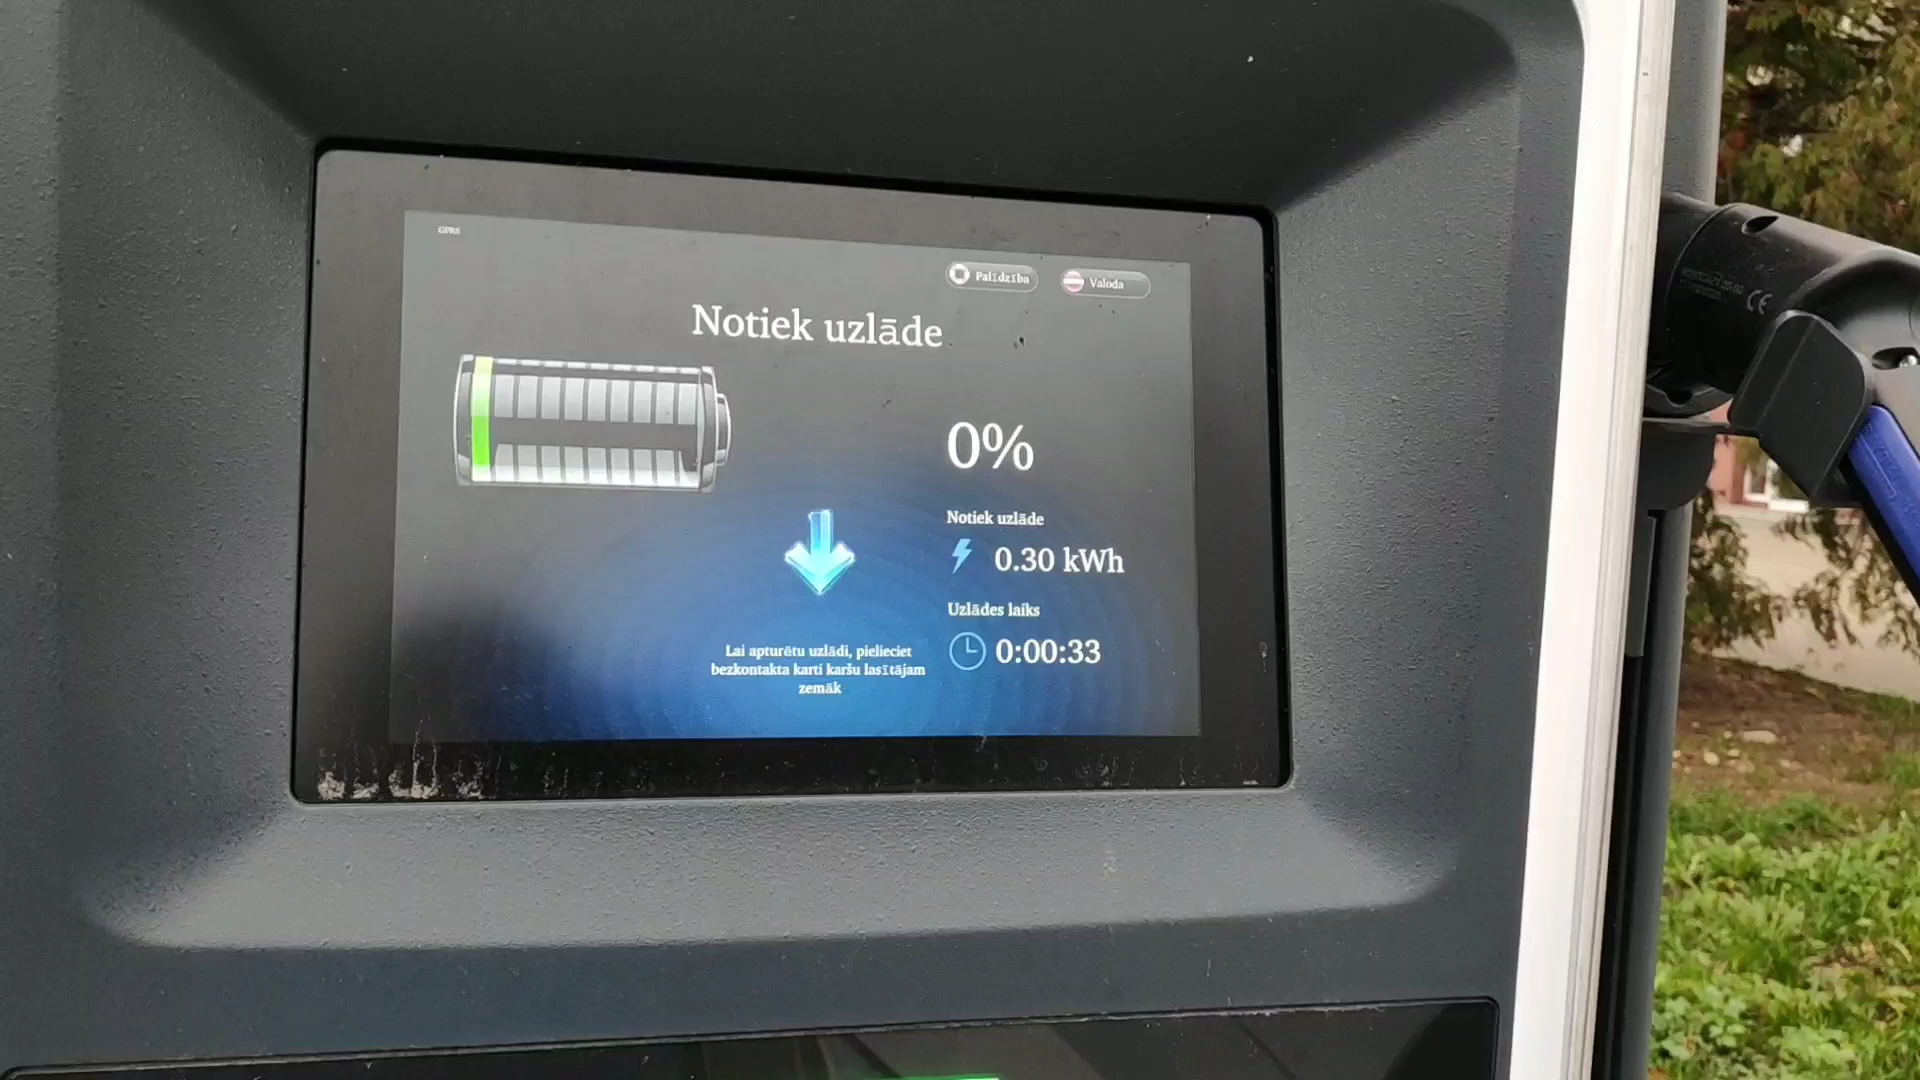 GPRS
Palīdzība
Valoda
Notiek uzlāde
0%
Notiek uzlāde
0.30 kWh
Uzlādes laiks
0:00:33
Lai apturētu uzlādi, pielieciet
bezkontakta karti karšu lasītājam
zemāk
CE